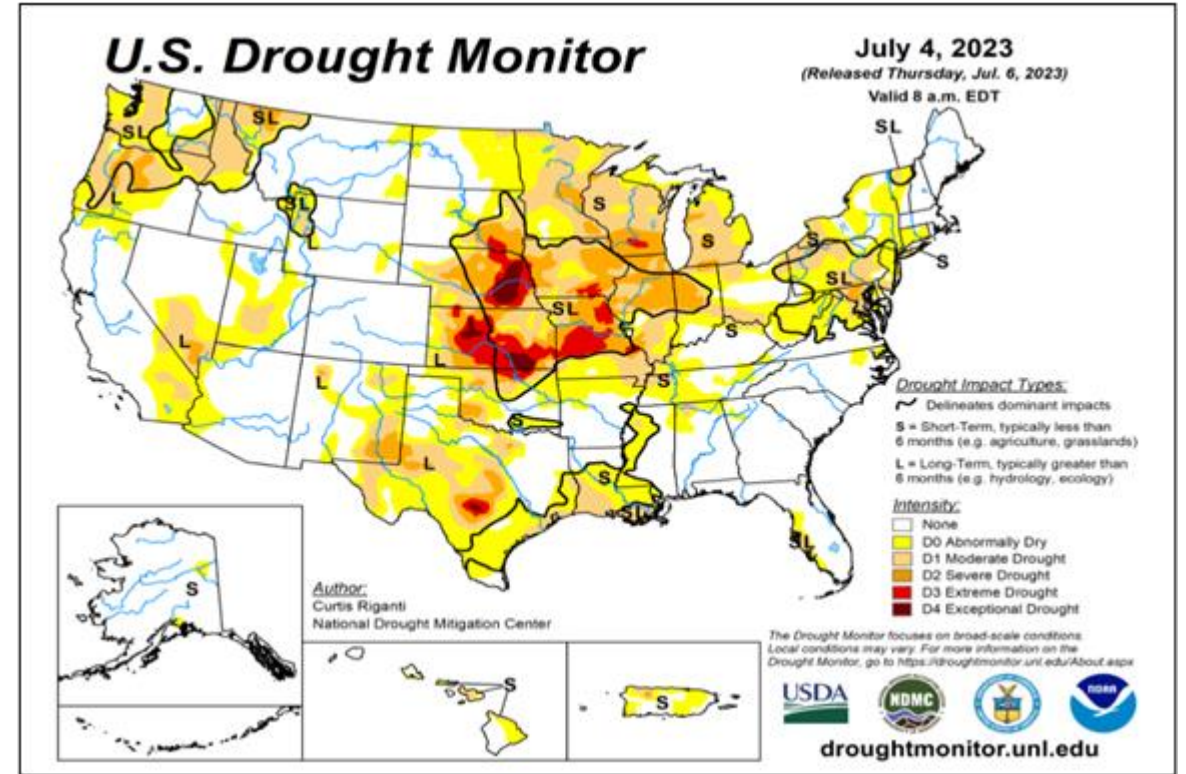 U.S. Drought Monitor
July 4, 2023
(Released Thursday, Jul. 6, 2023)
Valid 8 a.m. EDT
SL
SL
SL
L
SL
S
S
S
S
SL
SL
S
L
L
L
S
L
S
S
SL
S
SL
Drought Impact Types:
Delineates dominant impacts
S = Short-Term, typically less than
6 months (e.g. agriculture, grasslands)
L = Long-Term, typically greater than
6 months (e.g. hydrology, ecology)
Intensity:
None
D0 Abnormally Dry
D1 Moderate Drought
D2 Severe Drought
D3 Extreme Drought
D4 Exceptional Drought
S
Author:
Curtis Riganti
National Drought Mitigation Center
S
S
The Drought Monitor focuses on broad-scale conditions.
Local conditions may vary. For more information on the
Drought Monitor, go to https://droughtmonitor.unl.edu/About.aspx
USDA
NDMC
NOAA
droughtmonitor.unl.edu